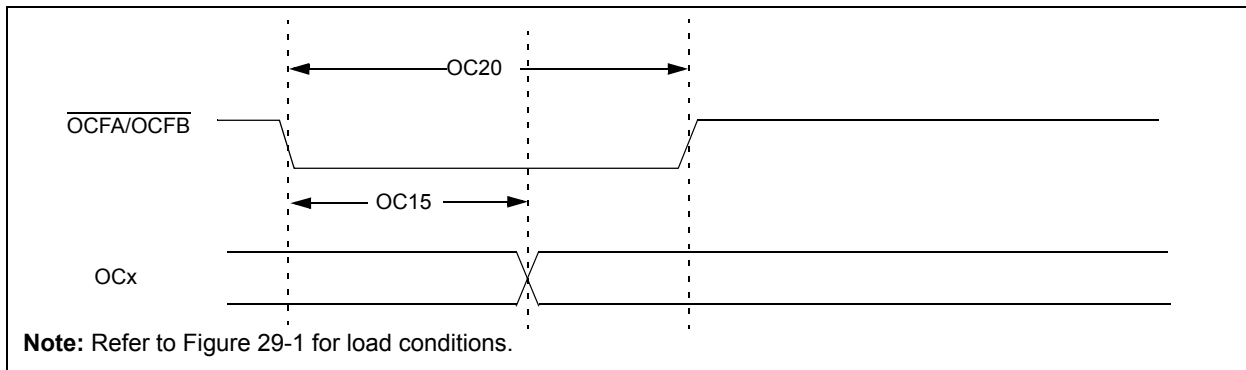 OC20
OCFA/OCFB
OC15
OCx
Note: Refer to Figure 29-1 for load conditions.